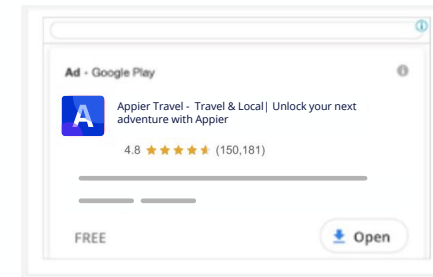 Ad - Google Play
Appier Travel - Travel & Local| Unlock your next
adventure with Appier
4.8 (150,181)
FREE
Open